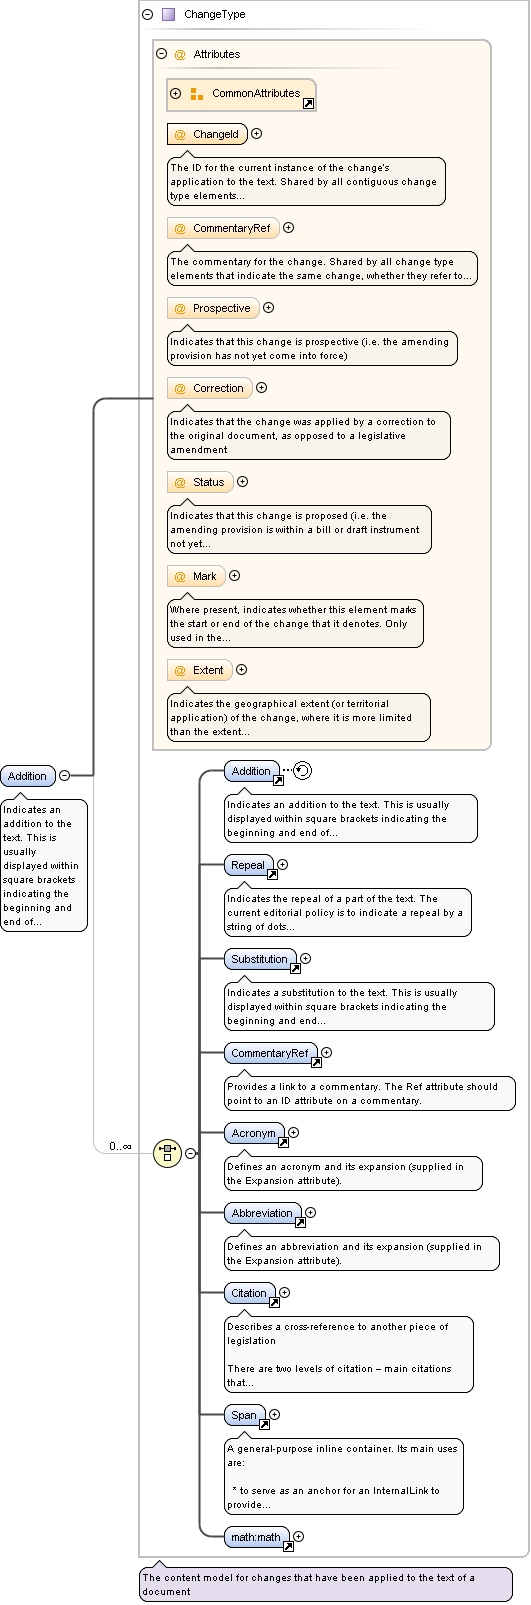 ChangeType
@ Attributes
CommonAttributes
@ ChangeId
The ID for the current instance of the change's
application to the text. Shared by all contiguous change
type elements...
@ CommentaryRef
The commentary for the change. Shared by all change type
elements that indicate the same change, whether they refer to...
@ Prospective
Indicates that this change is prospective (i.e. the amending
provision has not yet come into force)
@ Correction
Indicates that the change was applied by a correction to
the original document, as opposed to a legislative
amendment
@ Status
Indicates that this change is proposed (i.e. the
amending provision is within a bill or draft instrument
not yet...
@ Mark
Where present, indicates whether this element marks
the start or end of the change that it denotes. Only
used in the...
@ Extent
Indicates the geographical extent (or territorial
application) of the change, where it is more limited
than the extent...
Addition
Indicates an
addition to the
text. This is
usually
displayed within
square brackets
indicating the
beginning and
end of...
0..∞
Addition
Indicates an addition to the text. This is usually
displayed within square brackets indicating the
beginning and end of...
Repeal
Indicates the repeal of a part of the text. The
current editorial policy is to indicate a repeal by a
string of dots...
Substitution
Indicates a substitution to the text. This is usually
displayed within square brackets indicating the
beginning and end...
CommentaryRef
Provides a link to a commentary. The Ref attribute should
point to an ID attribute on a commentary.
Acronym
Defines an acronym and its expansion (supplied in
the Expansion attribute).
Abbreviation
Defines an abbreviation and its expansion (supplied in
the Expansion attribute).
Citation
Describes a cross-reference to another piece of
legislation
There are two levels of citation – main citations
that...
Span
A general-purpose inline container. Its main uses
are:
* to serve as an anchor for an InternalLink to
provide...
math:math
The content model for changes that have been applied to the text of a
document